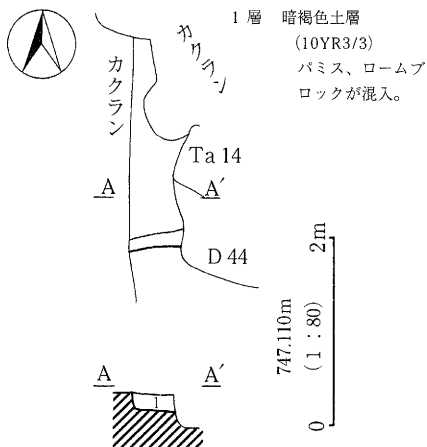 1層 暗褐色土層
(10YR3/3)
パミス、ロームブ
ロックが混入。
カクラン
カクラン
Ta 14
A A′
D 44
A A′
1
747.110m
(1:80)
0 2m